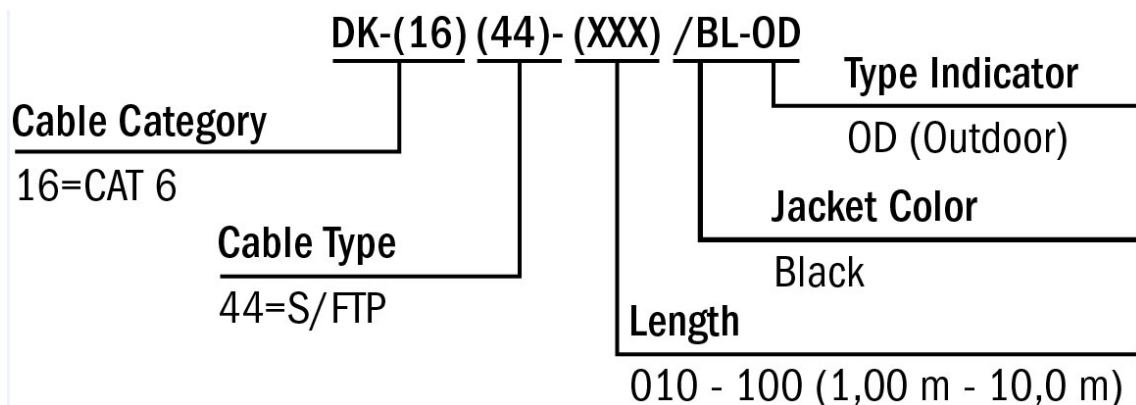 DK-(16)(44)-(XXX)/BL-OD
Type Indicator
OD (Outdoor)
Cable Category
16=CAT 6
Jacket Color
Black
Cable Type
44=S/FTP
Length
010 - 100 (1,00 m - 10,0 m)